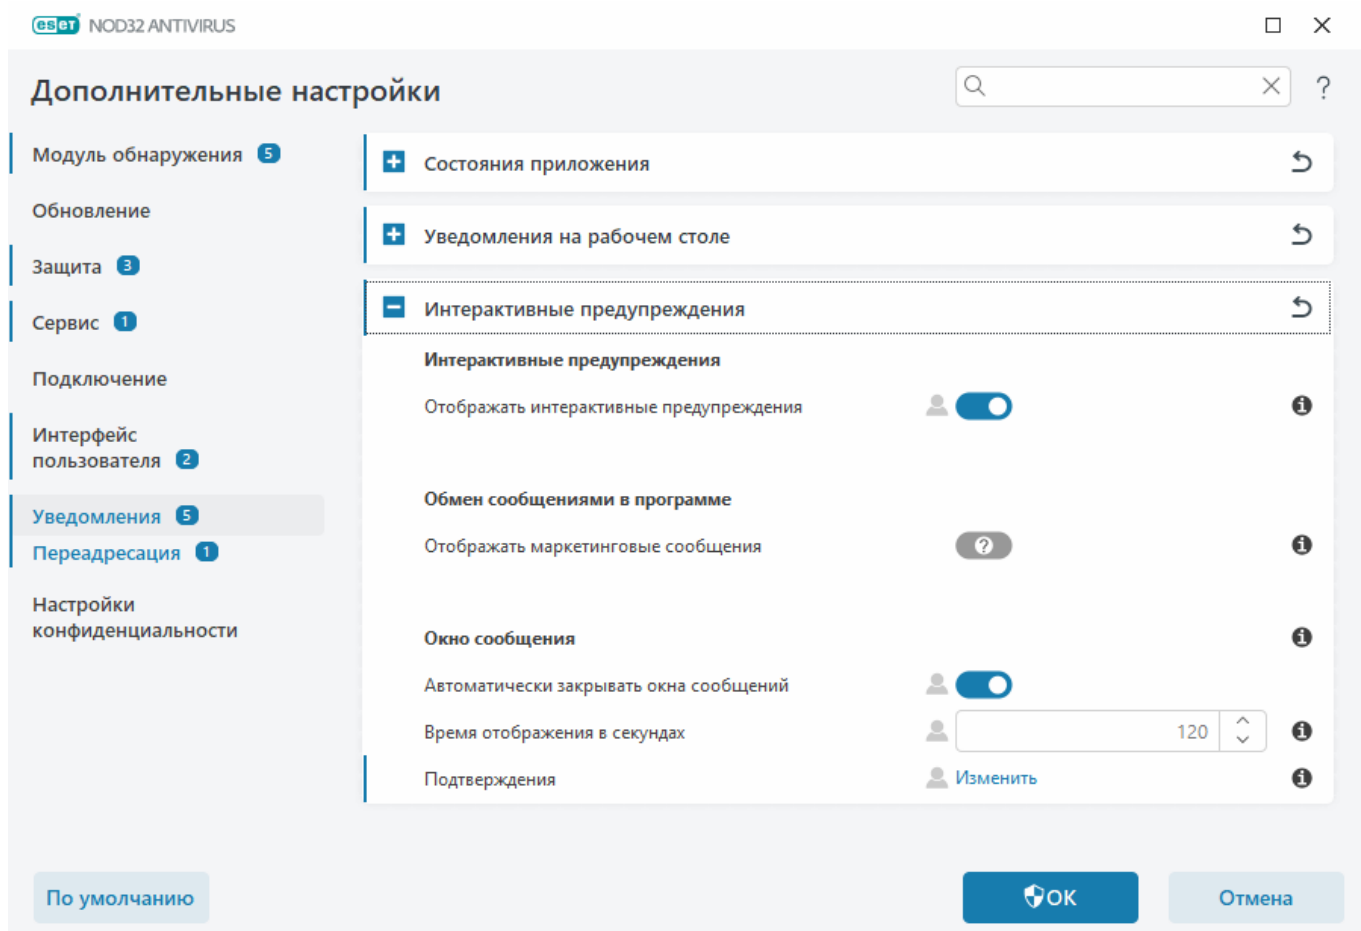 eset NOD32 ANTIVIRUS
Дополнительные настройки
?
Модуль обнаружения 5
Обновление
Защита 3
Сервис 1
Подключение
Интерфейс
пользователя 2
Уведомления 5
Переадресация 1
Настройки
конфиденциальности
Состояния приложения
Уведомления на рабочем столе
Интерактивные предупреждения
Интерактивные предупреждения
Отображать интерактивные предупреждения
Обмен сообщениями в программе
Отображать маркетинговые сообщения ?
Окно сообщения
Автоматически закрывать окна сообщений
Время отображения в секундах 120
Подтверждения Изменить
По умолчанию
ОК
Отмена